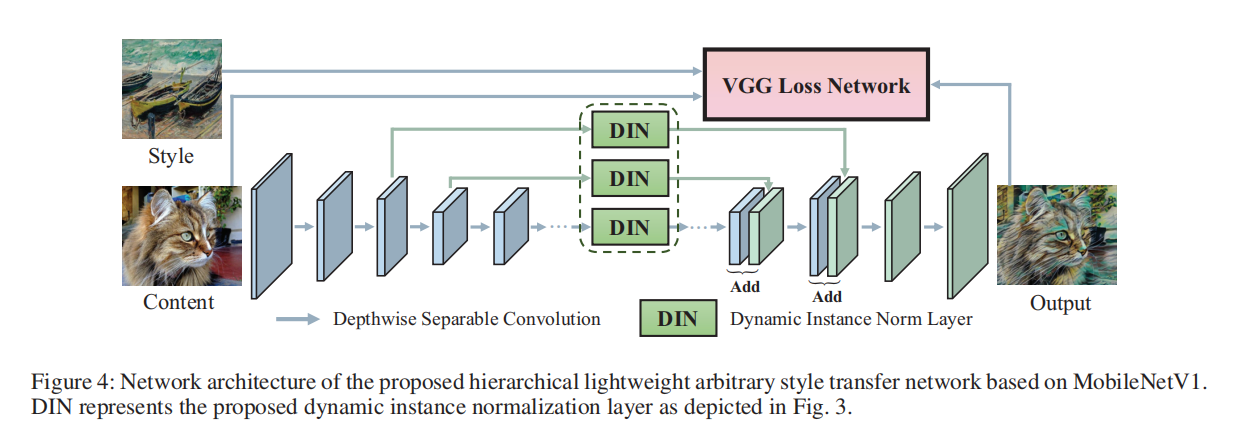 VGG Loss Network
Style
DIN
DIN
DIN
Content
Add
Add
Output
Depthwise Separable Convolution
DIN
Dynamic Instance Norm Layer
Figure 4: Network architecture of the proposed hierarchical lightweight arbitrary style transfer network based on MobileNetV1.
DIN represents the proposed dynamic instance normalization layer as depicted in Fig. 3.